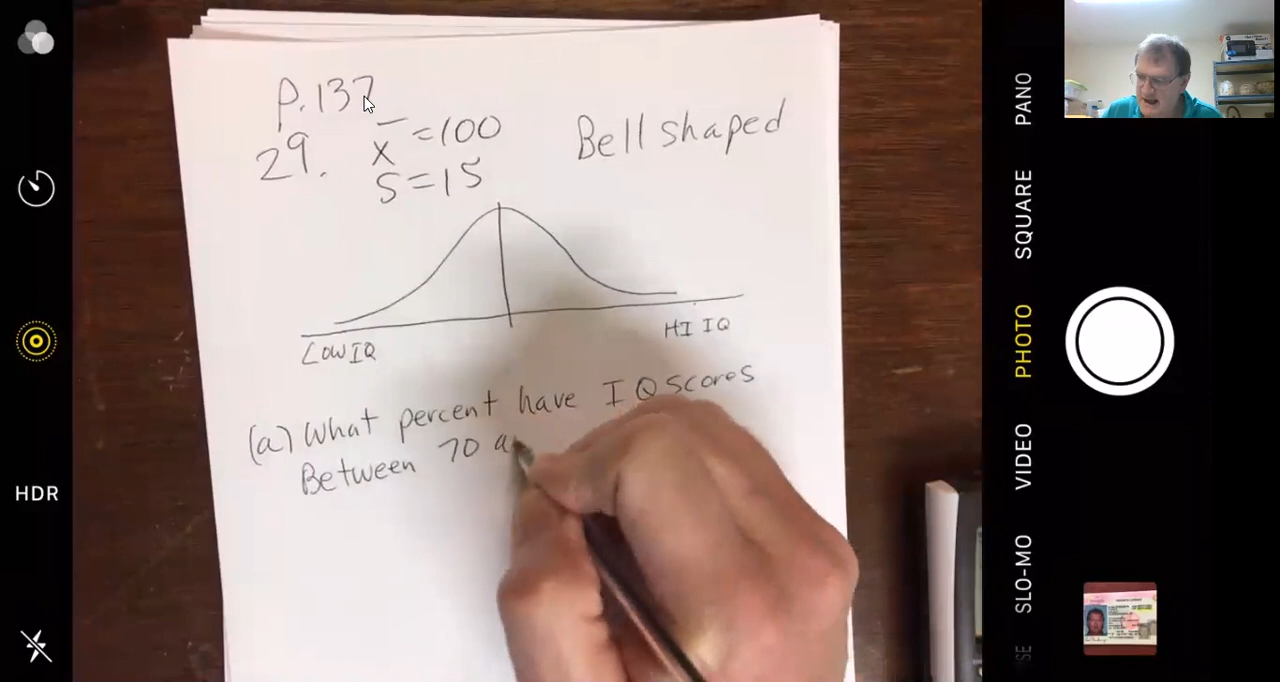 P.137
29. x̄ =100
S=15
Bell shaped
LOW IQ
HI IQ
(a) What percent have IQ scores
Between 70 a
HDR
PANO
SQUARE
PHOTO
VIDEO
SLO-MO
SE